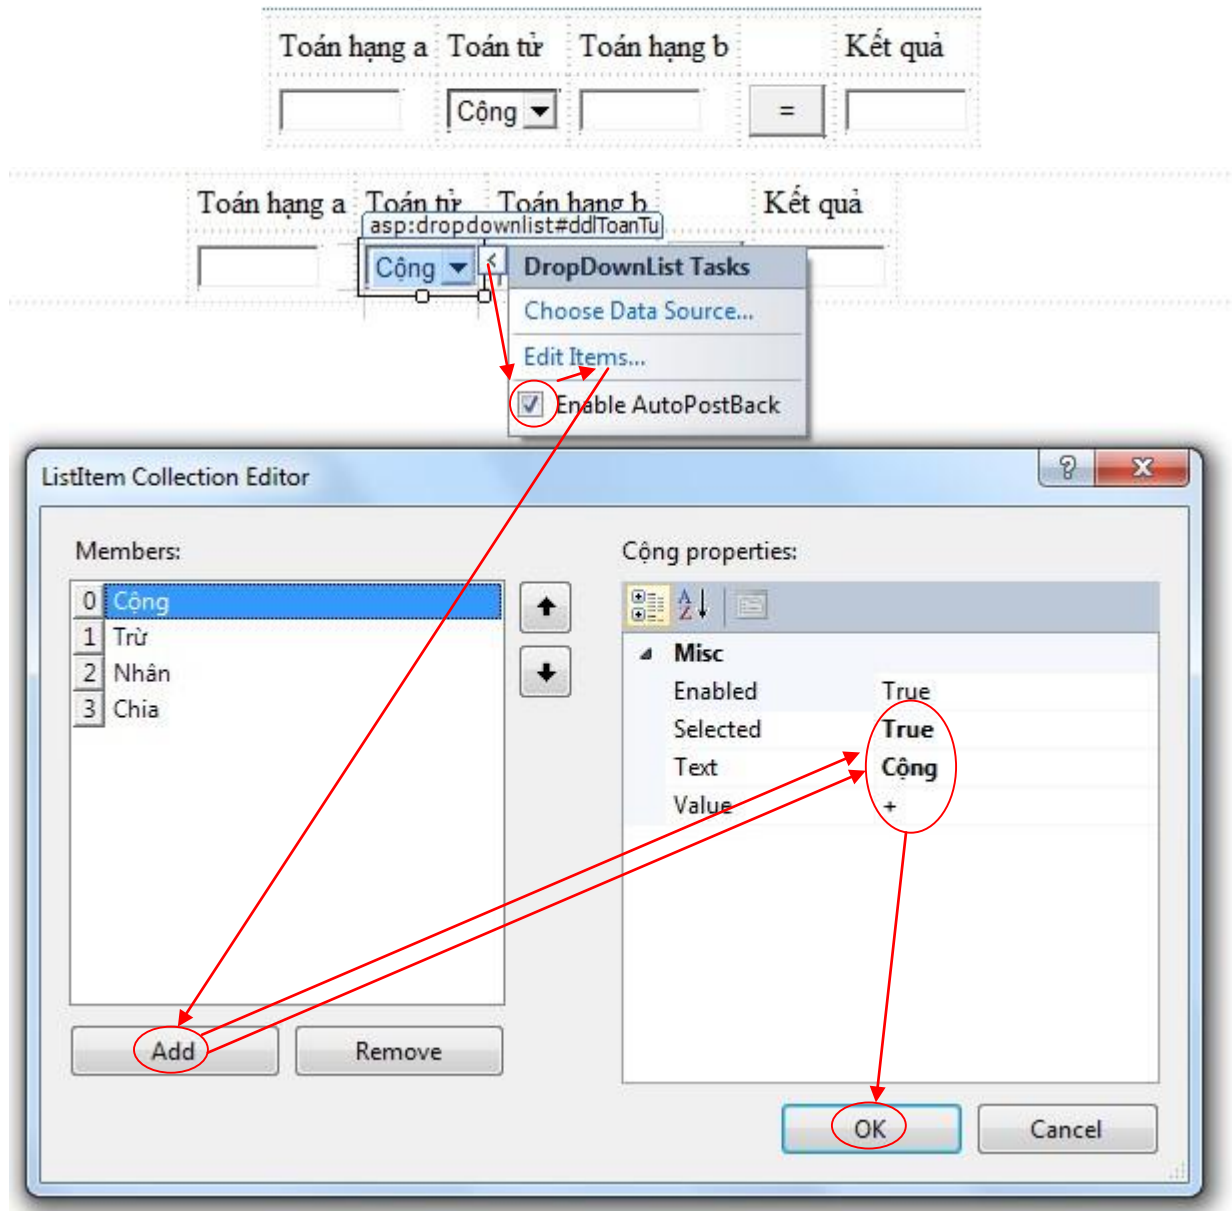 Toán hạng a Toán tử Toán hạng b Kết quả
Cộng =
Toán hạng a Toán tử Toán hạng b Kết quả
asp:dropdownlist#ddlToanTu
Cộng < DropDownList Tasks
Choose Data Source...
Edit Items...
Enable AutoPostBack
ListItem Collection Editor
Members:
0 Cộng
1 Trừ
2 Nhân
3 Chia
Add Remove
Cộng properties:
Misc
Enabled True
Selected True
Text Cộng
Value +
OK Cancel